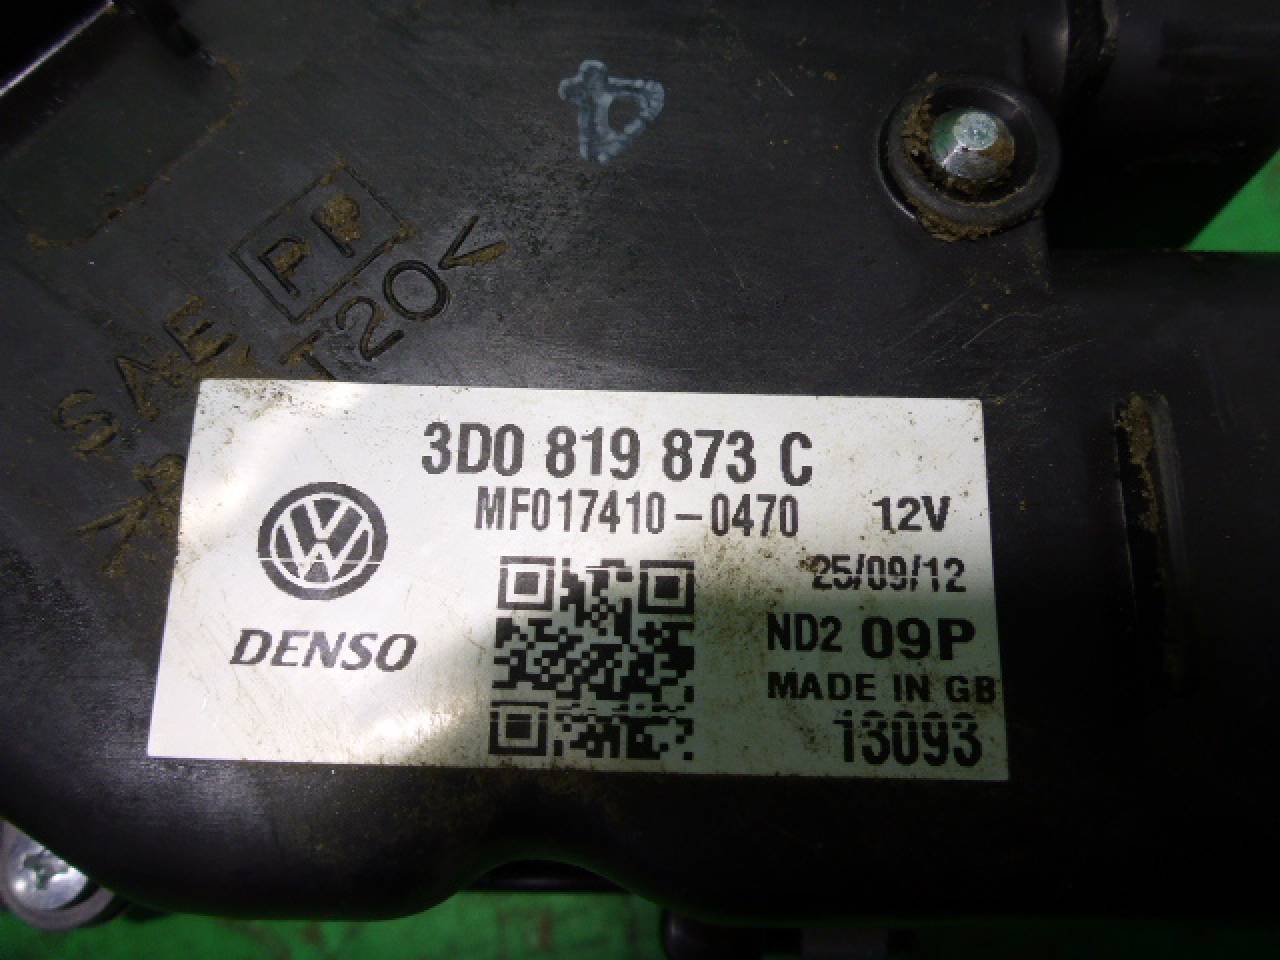 4
PP
T20V
SAE
3D0 819 873 C
MF017410-0470 12V
25/09/12
DENSO
ND2 09P
MADE IN GB
13093